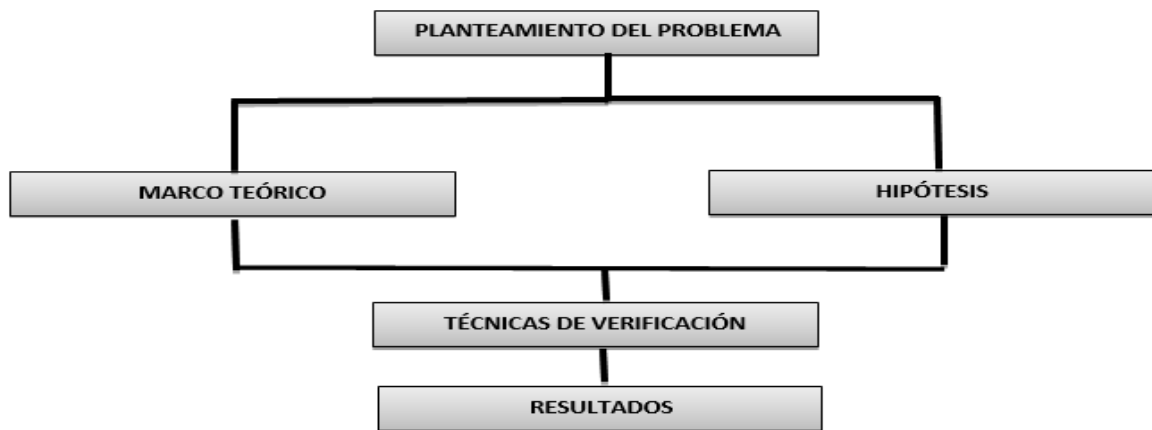 PLANTEAMIENTO DEL PROBLEMA
MARCO TEÓRICO
HIPÓTESIS
TÉCNICAS DE VERIFICACIÓN
RESULTADOS